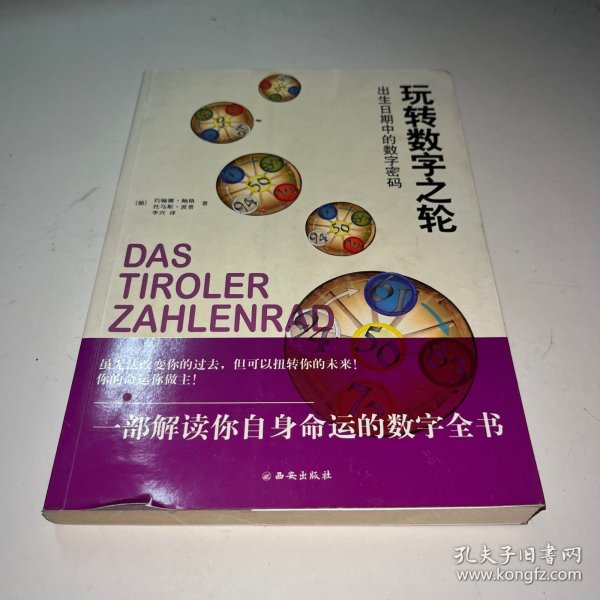 玩转数字之轮
出生日期中的数字密码
[德] 约翰娜·鲍格
托马斯·波普 著
李兴 译
DAS
TIROLER
ZAHLENRAD
虽无法改变你的过去，但可以扭转你的未来！
你的命运你做主！
一部解读你自身命运的数字全书
西安出版社
孔夫子旧书网
www.kongfz.com